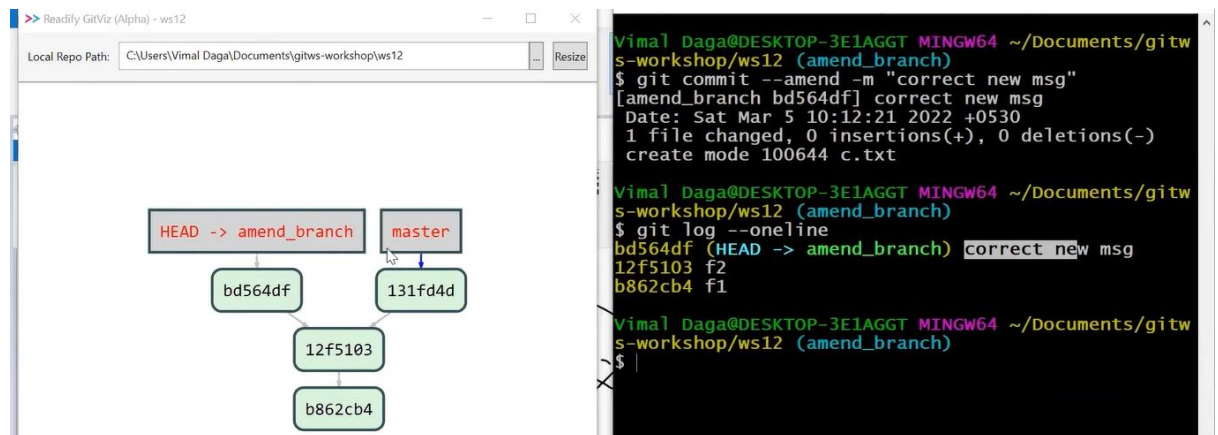 Readify GitViz (Alpha) - ws12
Local Repo Path: C:\Users\Vimal Daga\Documents\gitws-workshop\ws12 ... Resize
HEAD -> amend_branch master
bd564df 131fd4d
12f5103
b862cb4
Vimal Daga@DESKTOP-3E1AGGT MINGW64 ~/Documents/gitw
s-workshop/ws12 (amend_branch)
$ git commit --amend -m "correct new msg"
[amend_branch bd564df] correct new msg
Date: Sat Mar 5 10:12:21 2022 +0530
1 file changed, 0 insertions(+), 0 deletions(-)
create mode 100644 c.txt
Vimal Daga@DESKTOP-3E1AGGT MINGW64 ~/Documents/gitw
s-workshop/ws12 (amend_branch)
$ git log --oneline
bd564df (HEAD -> amend_branch) correct new msg
12f5103 f2
b862cb4 f1
Vimal Daga@DESKTOP-3E1AGGT MINGW64 ~/Documents/gitw
s-workshop/ws12 (amend_branch)
$